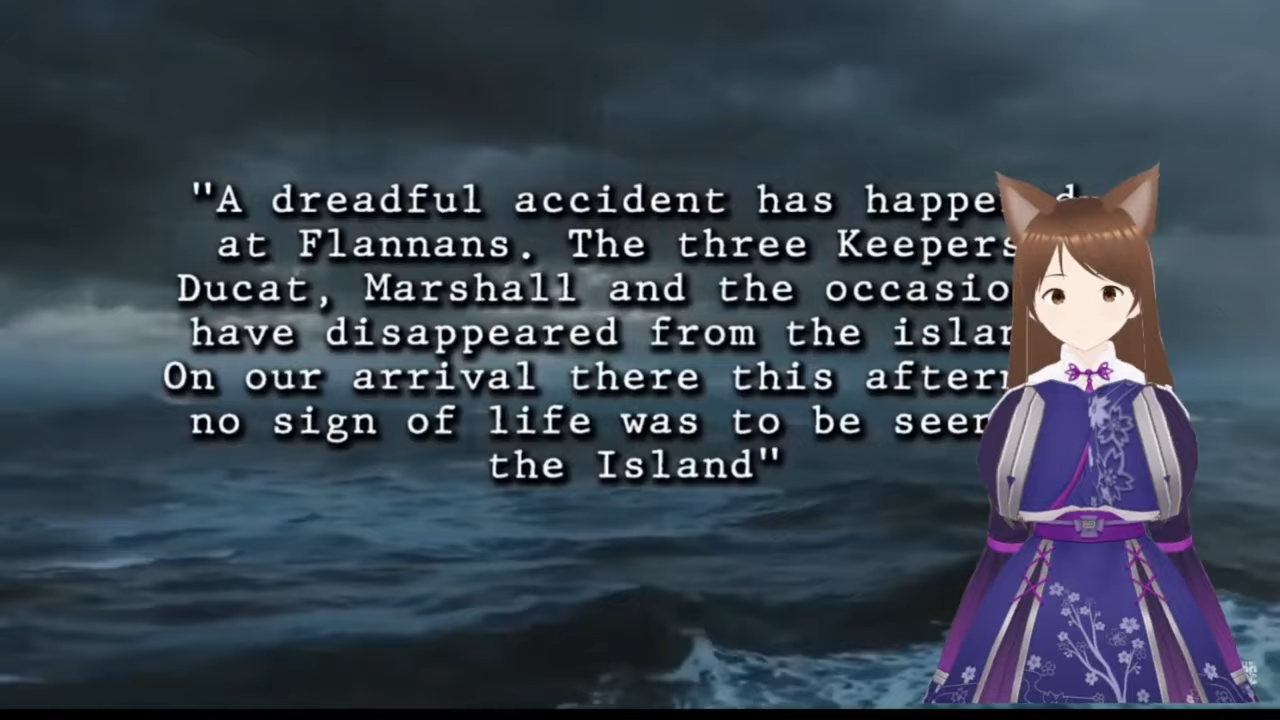 "A dreadful accident has happe
at Flannans. The three Keepers
Ducat, Marshall and the occasio
have disappeared from the islan
On our arrival there this aftern
no sign of life was to be seen
the Island"